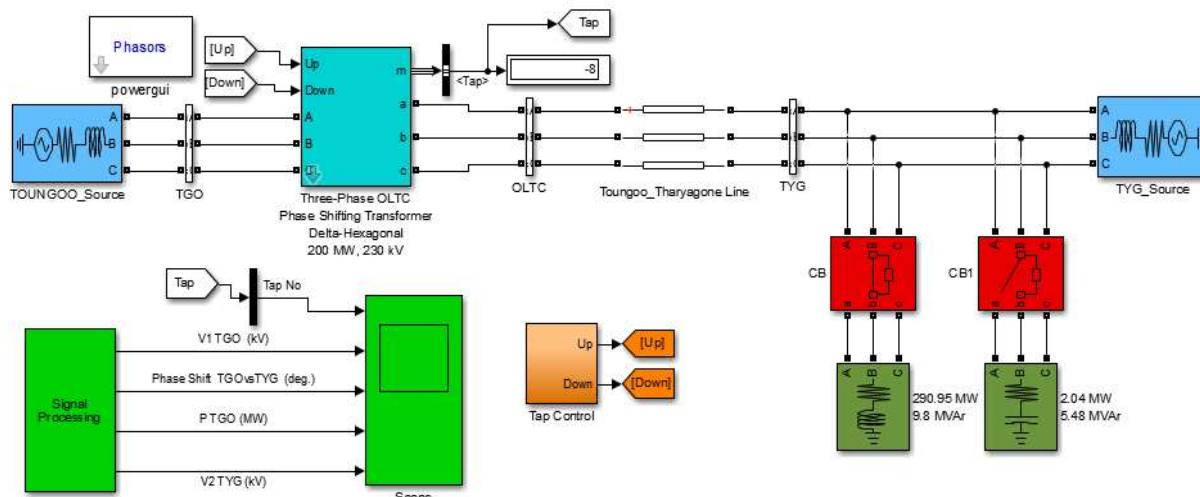 Phasors
powergui
[Up]
[Down]
Up
Down
A
B
C
m
a
b
c
<Tap>
Tap
-8
A
B
C
TOUNGOO_Source
A
B
C
TGO
Three-Phase OLTC
Phase Shifting Transformer
Delta-Hexagonal
200 MW, 230 kV
OLTC
Toungoo_Tharyagone Line
TYG
A
B
C
TYG_Source
A
B
C
CB
a
b
c
A
B
C
CB1
a
b
c
A
B
C
290.95 MW
9.8 MVAr
A
B
C
2.04 MW
5.48 MVAr
Tap
Tap No
V1 TGO (kV)
Phase Shift TGOvsTYG (deg.)
P TGO (MW)
V2 TYG (kV)
Signal
Processing
Up
Down
[Up]
[Down]
Tap Control